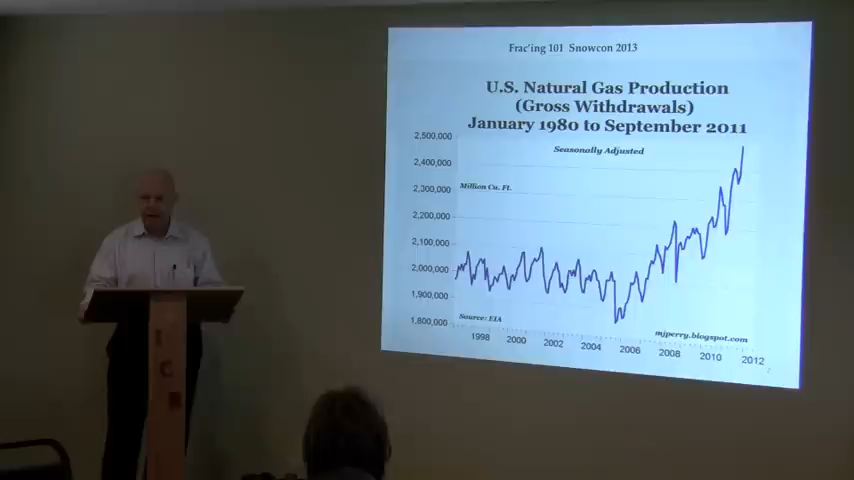 Frac'ing 101 Snowcon 2013
U.S. Natural Gas Production
(Gross Withdrawals)
January 1980 to September 2011
Seasonally Adjusted
Million Cu. Ft.
2,500,000
2,400,000
2,300,000
2,200,000
2,100,000
2,000,000
1,900,000
1,800,000
Source: EIA
mjperry.blogspot.com
1998 2000 2002 2004 2006 2008 2010 2012
I
C
R